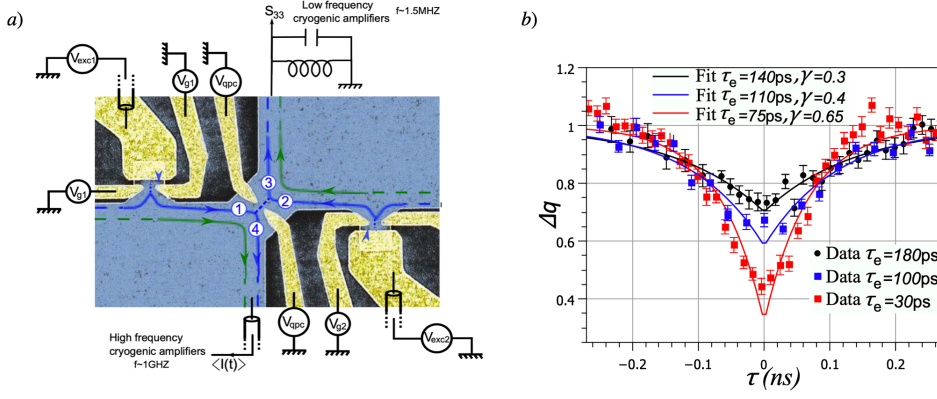 a)
S33
Low frequency
cryogenic amplifiers
f~1.5MHZ
Vexc1
Vg1
Vqpc
Vg1
1
2
3
4
Vqpc
Vg2
Vexc2
High frequency
cryogenic amplifiers
f~1GHZ
<I(t)>
b)
1.2
1
0.8
0.6
0.4
Δq
Fit τe=140ps,γ=0.3
Fit τe=110ps,γ=0.4
Fit τe=75ps,γ=0.65
Data τe=180ps
Data τe=100ps
Data τe=30ps
−0.2
−0.1
0
0.1
0.2
τ (ns)